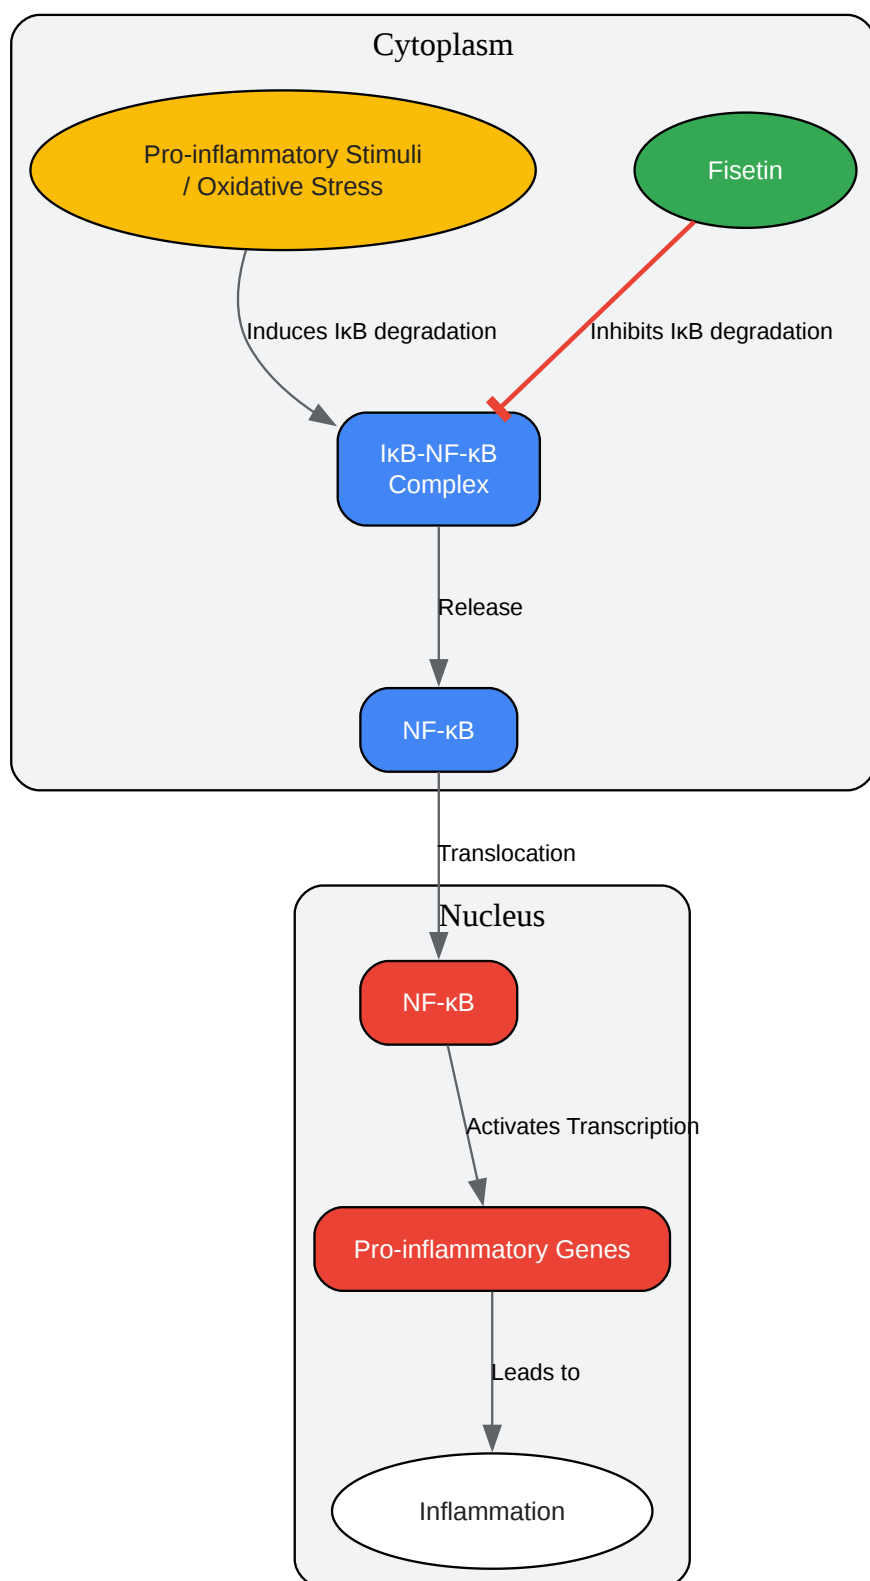 Cytoplasm
Pro-inflammatory Stimuli
/ Oxidative Stress
Fisetin
Induces IκB degradation
Inhibits IκB degradation
IκB-NF-κB
Complex
Release
NF-κB
Translocation
Nucleus
NF-κB
Activates Transcription
Pro-inflammatory Genes
Leads to
Inflammation